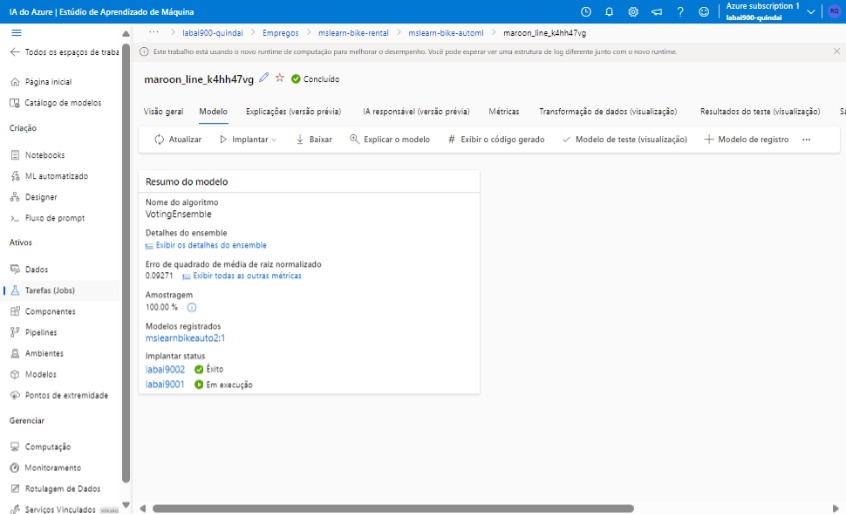 IA do Azure | Estúdio de Aprendizado de Máquina
Azure subscription 1
labai900-quindai
RQ
Todos os espaços de traba
Página inicial
Catálogo de modelos
Criação
Notebooks
ML automatizado
Designer
Fluxo de prompt
Ativos
Dados
Tarefas (Jobs)
Componentes
Pipelines
Ambientes
Modelos
Pontos de extremidade
Gerenciar
Computação
Monitoramento
Rotulagem de Dados
Serviços Vinculados
... > labai900-quindai > Empregos > mslearn-bike-rental > mslearn-bike-automl > maroon_line_k4hh47vg
Este trabalho está usando o novo runtime de computação para melhorar o desempenho. Você pode esperar ver uma estrutura de log diferente junto com o novo runtime.
maroon_line_k4hh47vg Concluído
Visão geral Modelo Explicações (versão prévia) IA responsável (versão prévia) Métricas Transformação de dados (visualização) Resultados do teste (visualização) Sa
Atualizar Implantar Baixar Explicar o modelo # Exibir o código gerado Modelo de teste (visualização) Modelo de registro ...
Resumo do modelo
Nome do algoritmo
VotingEnsemble
Detalhes do ensemble
Exibir os detalhes do ensemble
Erro de quadrado de média de raiz normalizado
0.09271 Exibir todas as outras métricas
Amostragem
100.00 %
Modelos registrados
mslearnbikeauto2:1
Implantar status
labai9002 Êxito
labai9001 Em execução